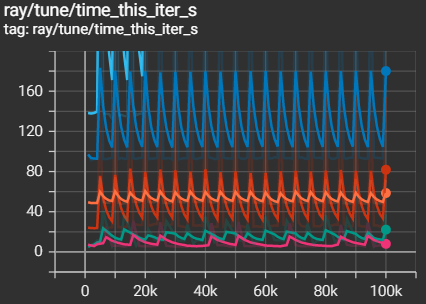 ray/tune/time_this_iter_s
tag: ray/tune/time_this_iter_s
160
120
80
40
0
0 20k 40k 60k 80k 100k